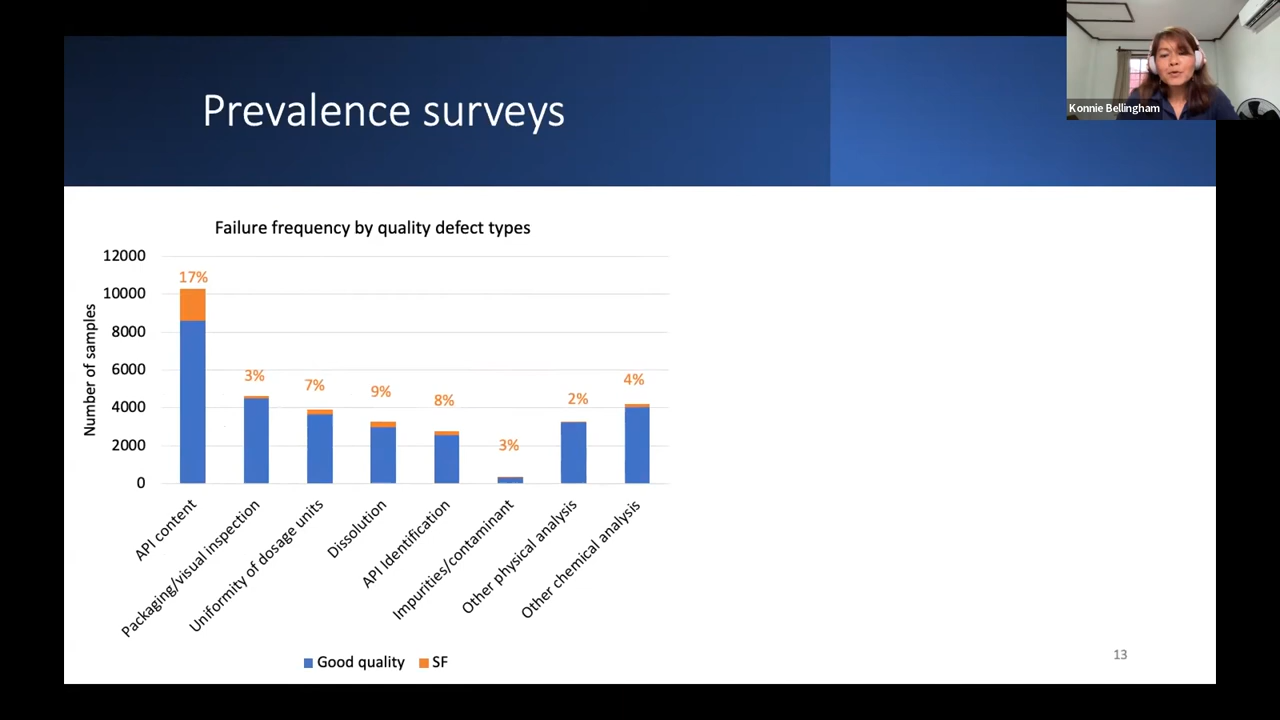 Prevalence surveys
Konnie Bellingham
Failure frequency by quality defect types
Number of samples
12000
10000
8000
6000
4000
2000
0
17%
3%
7%
9%
8%
3%
2%
4%
API content
Packaging/visual inspection
Uniformity of dosage units
Dissolution
API Identification
Impurities/contaminant
Other physical analysis
Other chemical analysis
Good quality
SF
13